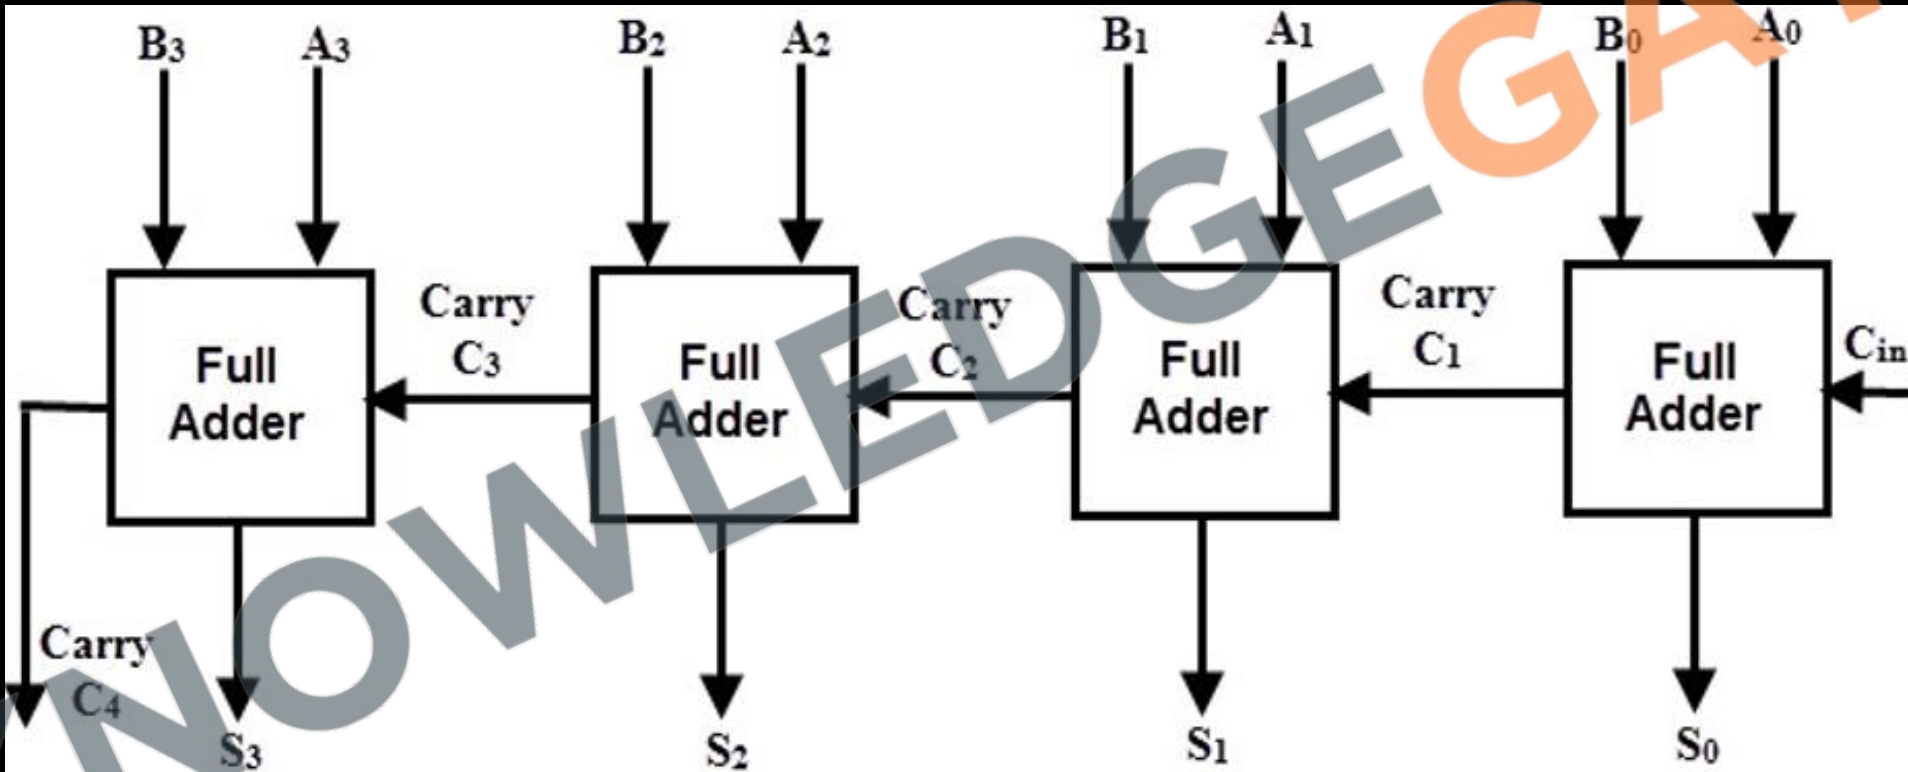 B3 A3 B2 A2 B1 A1 B0 A0
Carry C3
Carry C2
Carry C1
Cin
Full Adder
Full Adder
Full Adder
Full Adder
Carry C4
S3 S2 S1 S0
NOWLEDGEGA